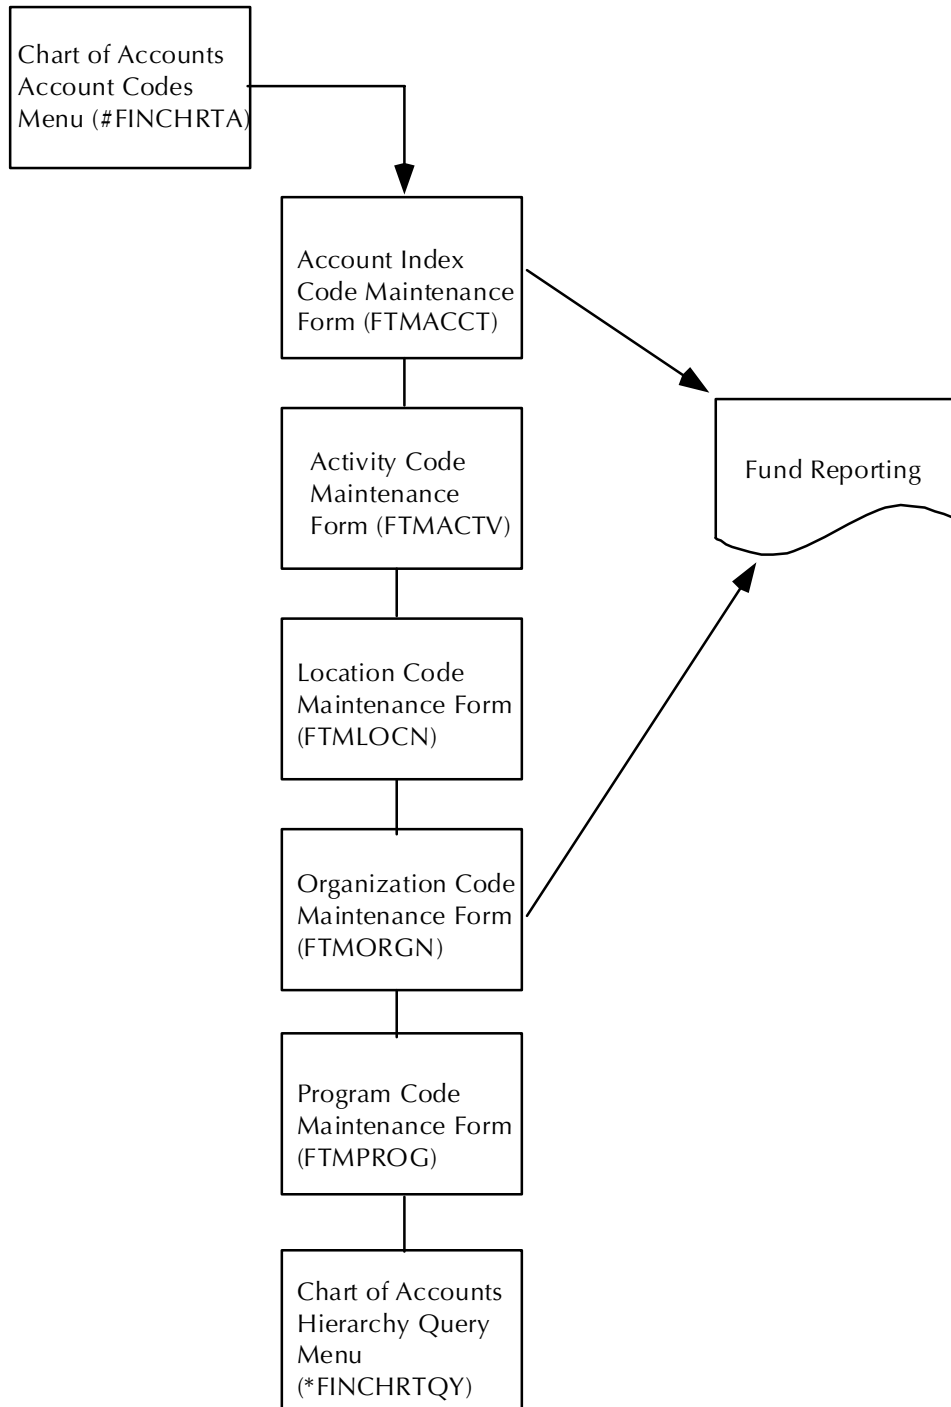 Chart of Accounts
Account Codes
Menu (#FINCHRTA)
Account Index
Code Maintenance
Form (FTMACCT)
Activity Code
Maintenance
Form (FTMACTV)
Fund Reporting
Location Code
Maintenance Form
(FTMLOCN)
Organization Code
Maintenance Form
(FTMORGN)
Program Code
Maintenance Form
(FTMPROG)
Chart of Accounts
Hierarchy Query
Menu
(*FINCHRTQY)